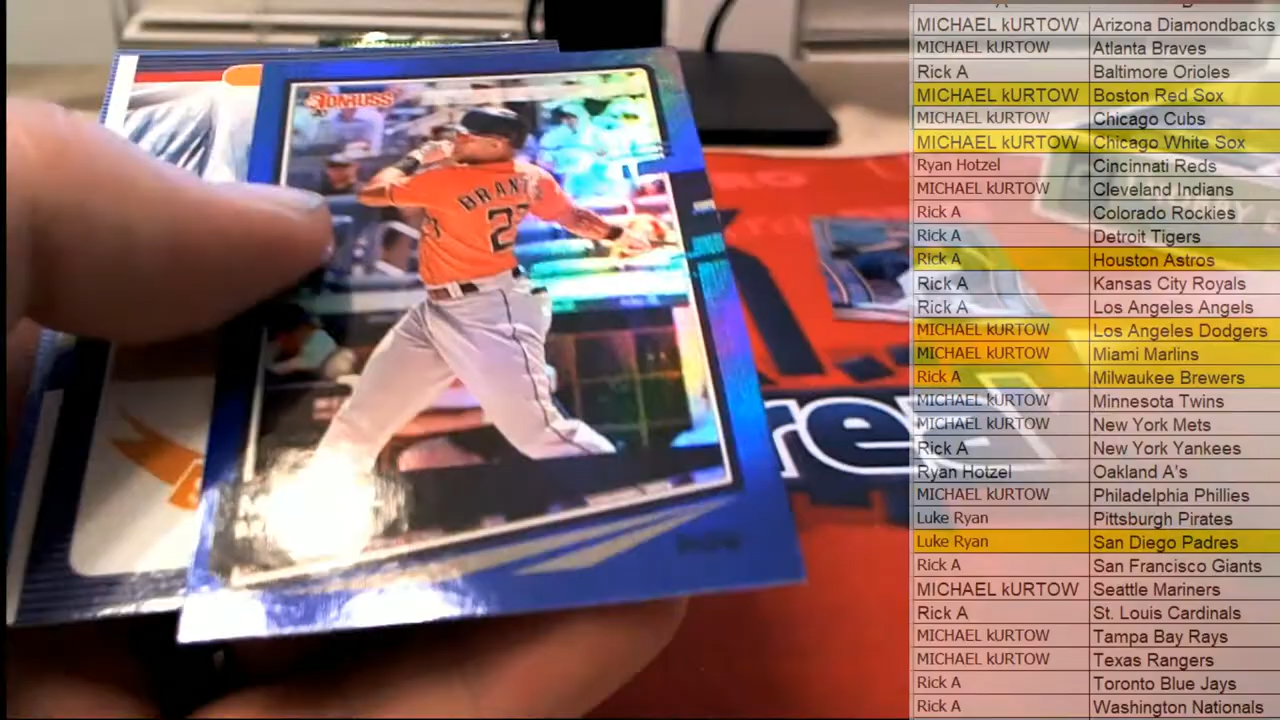 DONRUSS
BRANT
23
MICHAEL kURTOW Arizona Diamondbacks
MICHAEL kURTOW Atlanta Braves
Rick A Baltimore Orioles
MICHAEL kURTOW Boston Red Sox
MICHAEL kURTOW Chicago Cubs
MICHAEL kURTOW Chicago White Sox
Ryan Hotzel Cincinnati Reds
MICHAEL kURTOW Cleveland Indians
Rick A Colorado Rockies
Rick A Detroit Tigers
Rick A Houston Astros
Rick A Kansas City Royals
Rick A Los Angeles Angels
MICHAEL kURTOW Los Angeles Dodgers
MICHAEL kURTOW Miami Marlins
Rick A Milwaukee Brewers
MICHAEL kURTOW Minnesota Twins
MICHAEL kURTOW New York Mets
Rick A New York Yankees
Ryan Hotzel Oakland A's
MICHAEL kURTOW Philadelphia Phillies
Luke Ryan Pittsburgh Pirates
Luke Ryan San Diego Padres
Rick A San Francisco Giants
MICHAEL kURTOW Seattle Mariners
Rick A St. Louis Cardinals
MICHAEL kURTOW Tampa Bay Rays
MICHAEL kURTOW Texas Rangers
Rick A Toronto Blue Jays
Rick A Washington Nationals